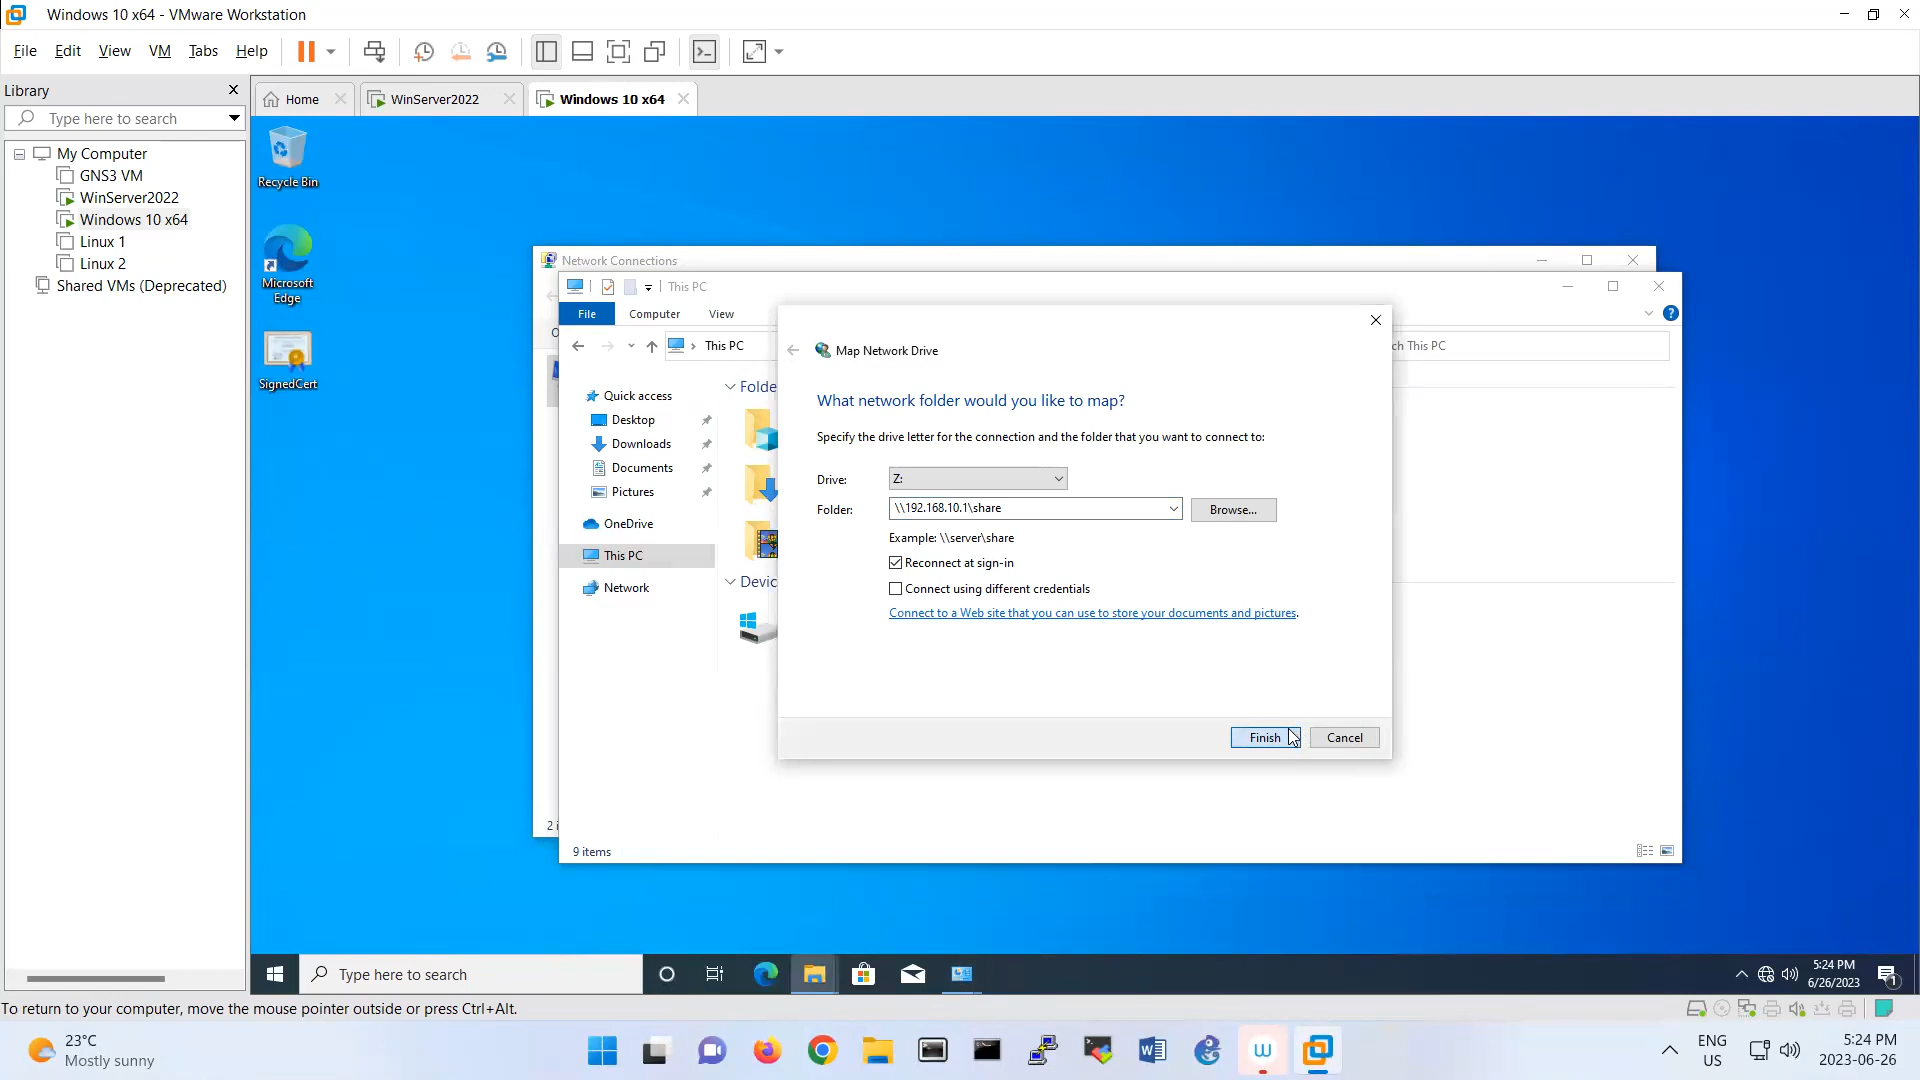 Windows 10 x64 - VMware Workstation
File Edit View VM Tabs Help
Library
Type here to search
My Computer
GNS3 VM
WinServer2022
Windows 10 x64
Linux 1
Linux 2
Shared VMs (Deprecated)
Home
WinServer2022
Windows 10 x64
Recycle Bin
Microsoft
Edge
SignedCert
Network Connections
This PC
File Computer View
This PC
ch This PC
Quick access
Desktop
Downloads
Documents
Pictures
OneDrive
This PC
Network
Folde
Devic
2 i
9 items
Map Network Drive
What network folder would you like to map?
Specify the drive letter for the connection and the folder that you want to connect to:
Drive: Z:
Folder: \\192.168.10.1\share Browse...
Example: \\server\share
Reconnect at sign-in
Connect using different credentials
Connect to a Web site that you can use to store your documents and pictures.
Finish Cancel
Type here to search
5:24 PM
6/26/2023
1
To return to your computer, move the mouse pointer outside or press Ctrl+Alt.
23°C
Mostly sunny
ENG
US
5:24 PM
2023-06-26